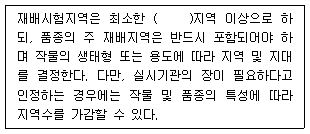 재배시험지역은 최소한 (    )지역 이상으로 하
되, 품종의 주 재배지역은 반드시 포함되어야 하
며 작물의 생태형 또는 용도에 따라 지역 및 지대
를 결정한다. 다만, 실시기관의 장이 필요하다고
인정하는 경우에는 작물 및 품종의 특성에 따라
지역수를 가감할 수 있다.